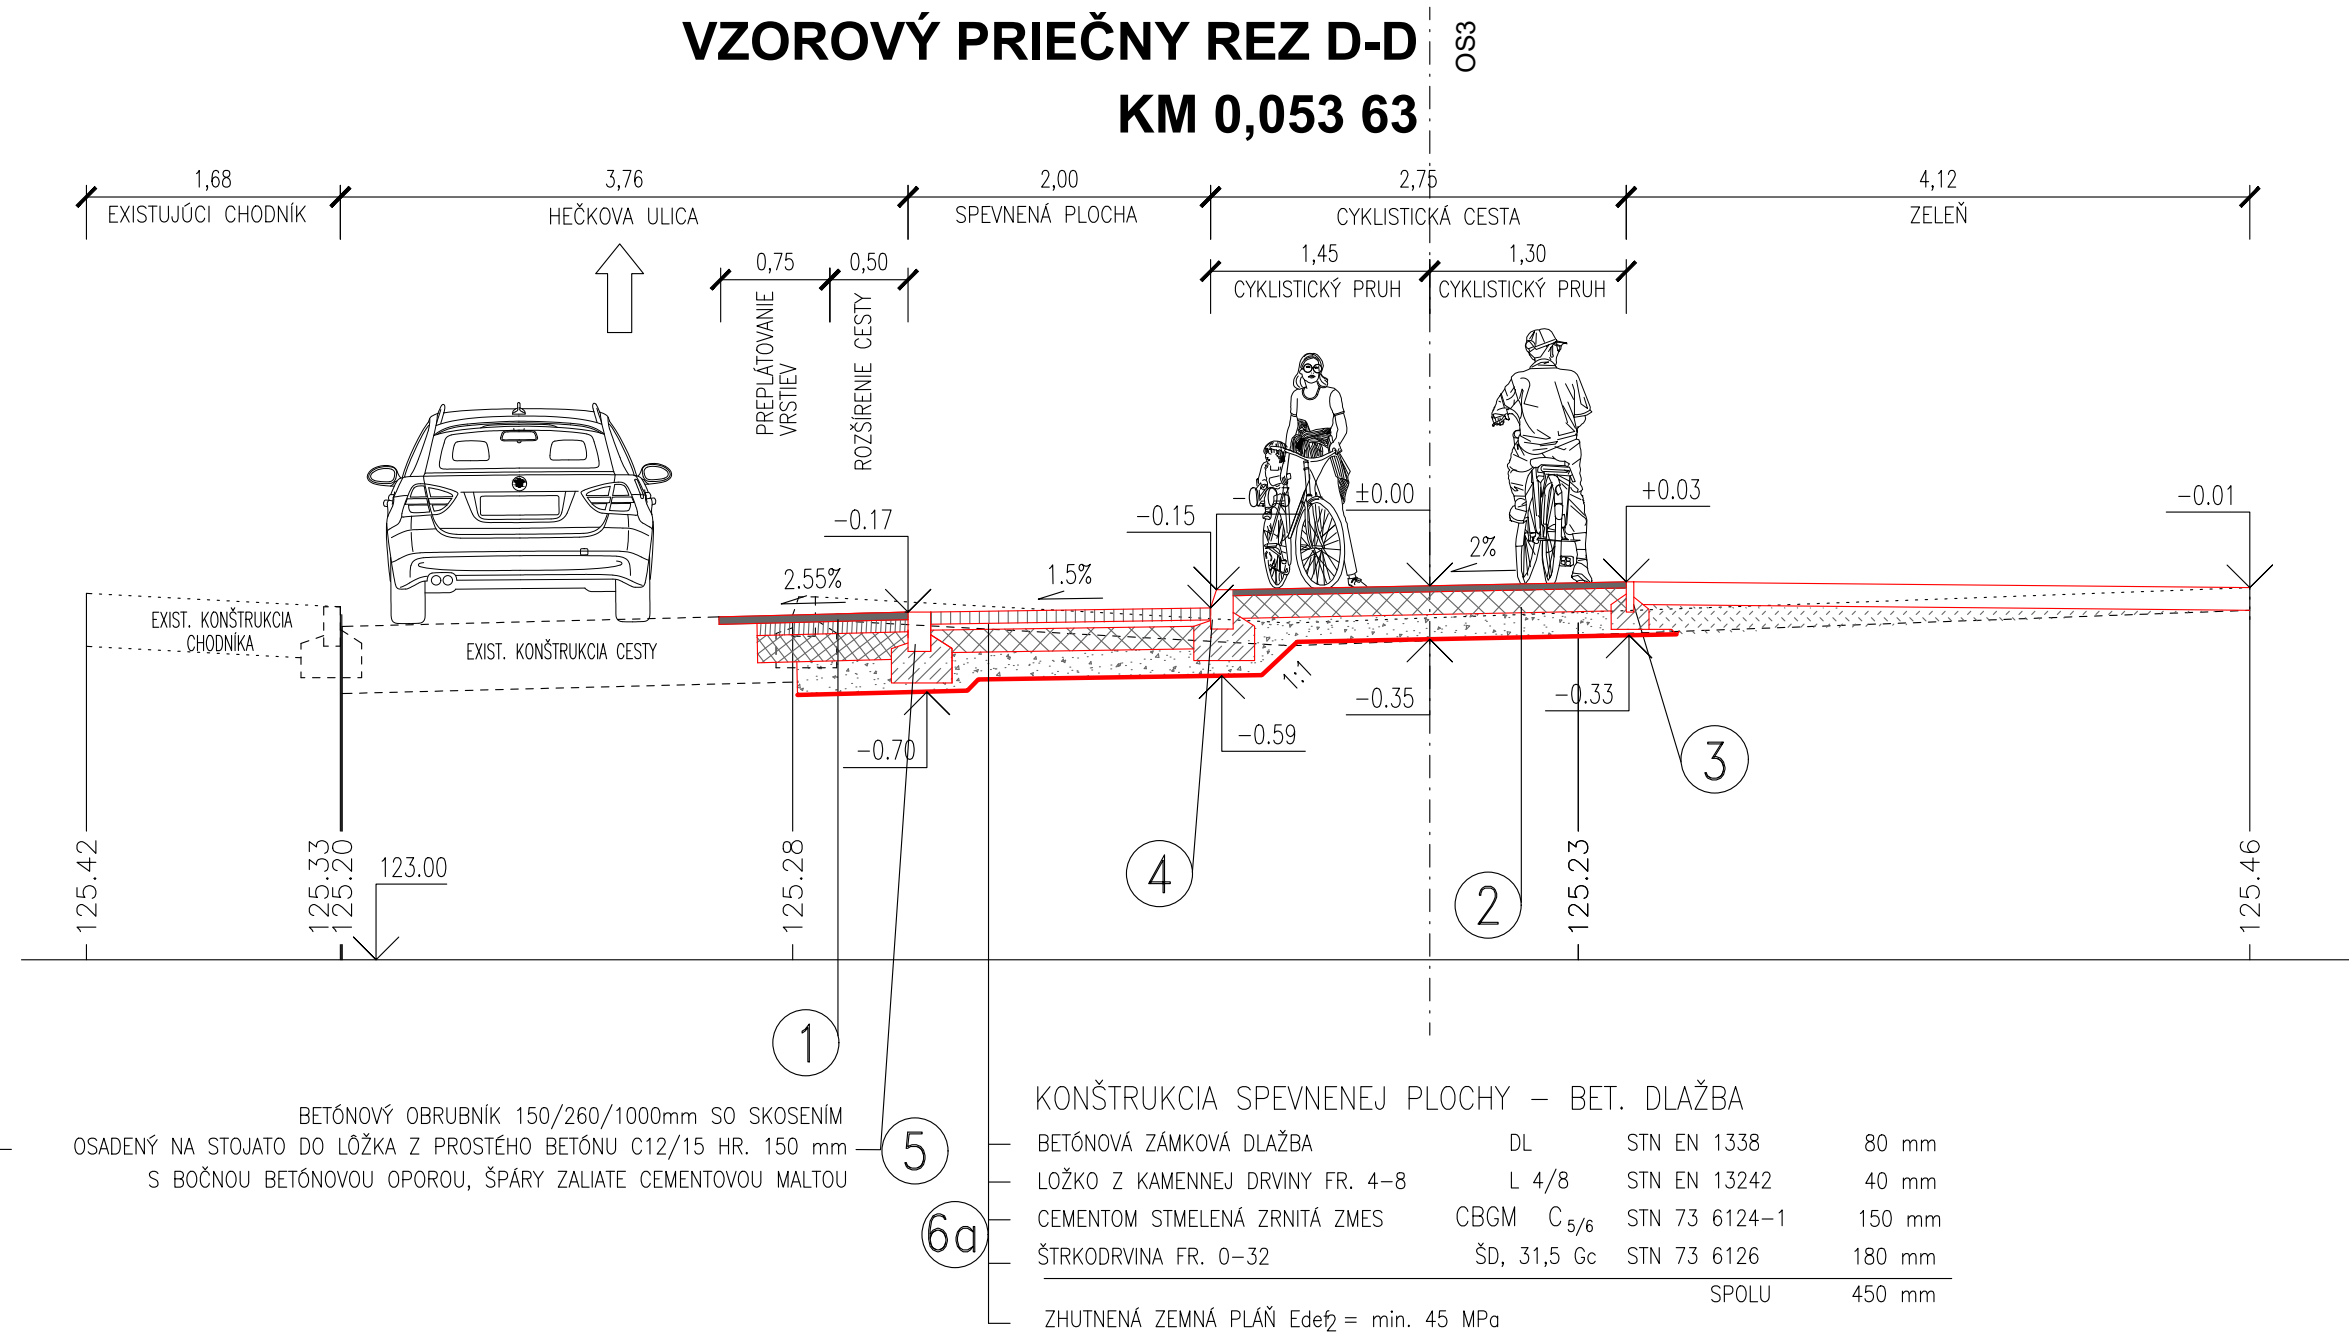 VZOROVÝ PRIEČNY REZ D-D
OS3
KM 0,053 63
1,68
3,76
2,00
2,75
4,12
EXISTUJÚCI CHODNÍK
HEČKOVA ULICA
SPEVNENÁ PLOCHA
CYKLISTICKÁ CESTA
ZELEŇ
0,75
0,50
1,45
1,30
CYKLISTICKÝ PRUH
CYKLISTICKÝ PRUH
PREPLÁTOVANIE
VRSTIEV
ROZŠÍRENIE CESTY
-0.17
-0.15
±0.00
+0.03
-0.01
2.55%
1.5%
2%
EXIST. KONŠTRUKCIA
CHODNÍKA
EXIST. KONŠTRUKCIA CESTY
1:1
-0.70
-0.59
-0.35
-0.33
3
4
2
125.42
125.33
125.20
123.00
125.28
125.23
125.46
1
BETÓNOVÝ OBRUBNÍK 150/260/1000mm SO SKOSENÍM
OSADENÝ NA STOJATO DO LÔŽKA Z PROSTÉHO BETÓNU C12/15 HR. 150 mm
S BOČNOU BETÓNOVOU OPOROU, ŠPÁRY ZALIATE CEMENTOVOU MALTOU
5
6a
KONŠTRUKCIA SPEVNENEJ PLOCHY - BET. DLAŽBA
BETÓNOVÁ ZÁMKOVÁ DLAŽBA DL STN EN 1338 80 mm
LOŽKO Z KAMENNEJ DRVINY FR. 4-8 L 4/8 STN EN 13242 40 mm
CEMENTOM STMELENÁ ZRNITÁ ZMES CBGM C 5/6 STN 73 6124-1 150 mm
ŠTRKODRVINA FR. 0-32 ŠD, 31,5 Gc STN 73 6126 180 mm
SPOLU 450 mm
ZHUTNENÁ ZEMNÁ PLÁŇ Edef2 = min. 45 MPa